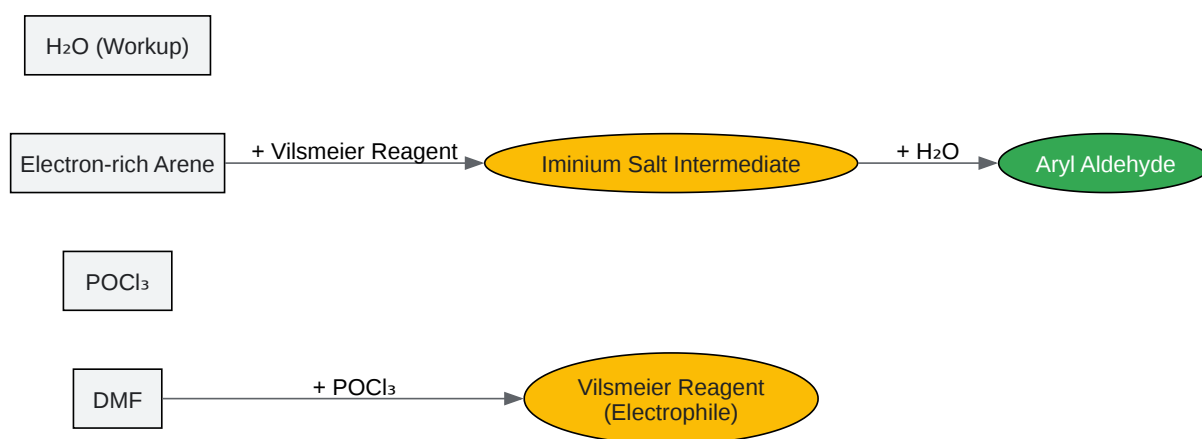 H₂O (Workup)
Electron-rich Arene
+ Vilsmeier Reagent
Iminium Salt Intermediate
+ H₂O
Aryl Aldehyde
POCl₃
DMF
+ POCl₃
Vilsmeier Reagent
(Electrophile)